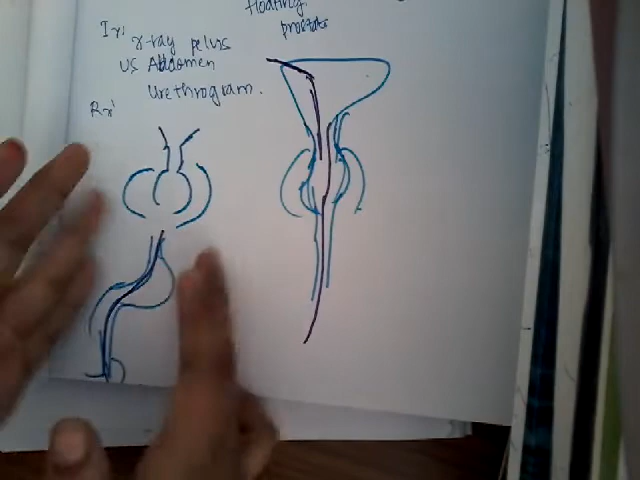 floating.
prostate
Ix:
x-ray pelvis
US Abdomen
Urethrogram.
Rx: